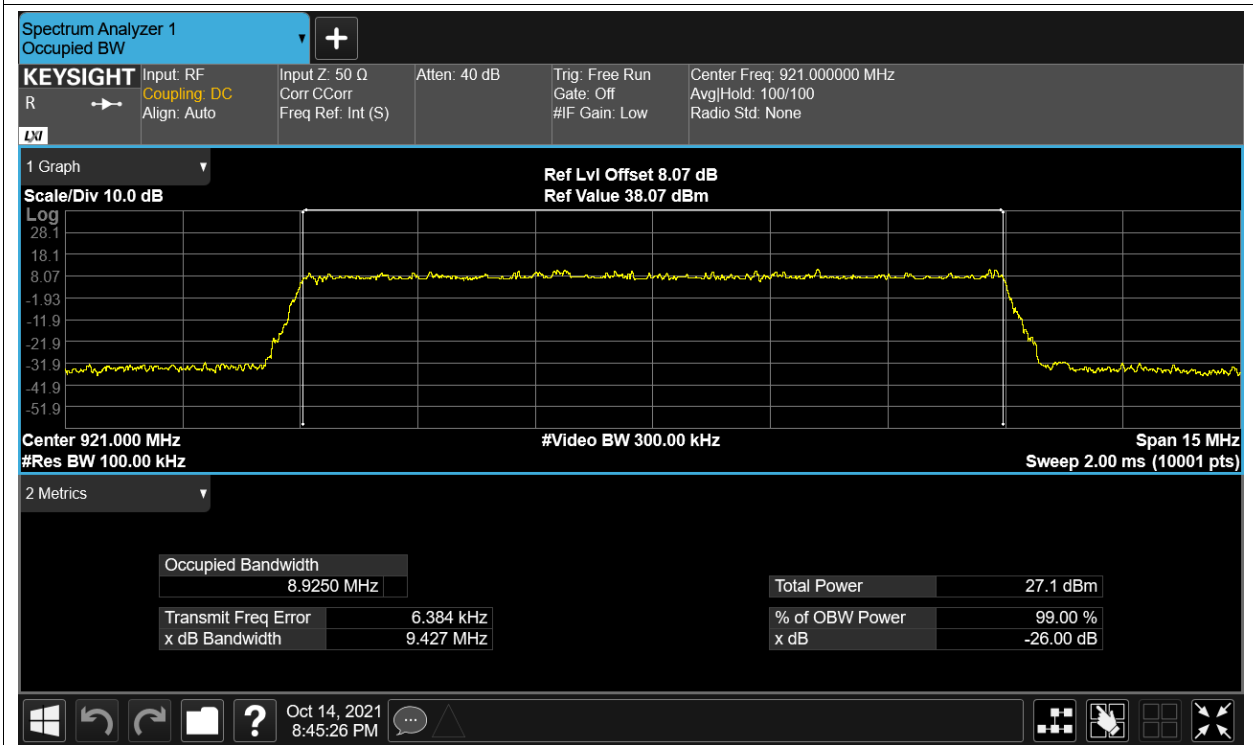 Spectrum Analyzer 1
Occupied BW
KEYSIGHT Input: RF Input Z: 50 Ω Atten: 40 dB Trig: Free Run Center Freq: 921.000000 MHz
R Coupling: DC Corr CCorr Gate: Off Avg|Hold: 100/100
Align: Auto Freq Ref: Int (S) #IF Gain: Low Radio Std: None
LXI
1 Graph
Ref Lvl Offset 8.07 dB
Scale/Div 10.0 dB Ref Value 38.07 dBm
Log
28.1
18.1
8.07
-1.93
-11.9
-21.9
-31.9
-41.9
-51.9
Center 921.000 MHz #Video BW 300.00 kHz Span 15 MHz
#Res BW 100.00 kHz Sweep 2.00 ms (10001 pts)
2 Metrics
Occupied Bandwidth
8.9250 MHz Total Power 27.1 dBm
Transmit Freq Error 6.384 kHz % of OBW Power 99.00 %
x dB Bandwidth 9.427 MHz x dB -26.00 dB
? Oct 14, 2021
8:45:26 PM